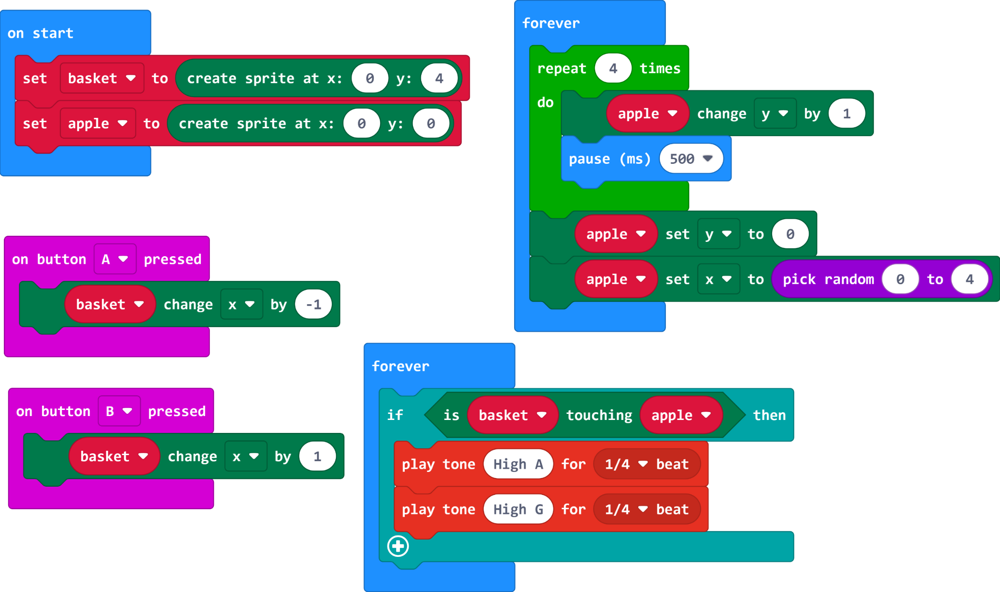 on start
set basket to create sprite at x: 0 y: 4
set apple to create sprite at x: 0 y: 0
on button A pressed
basket change x by -1
on button B pressed
basket change x by 1
forever
repeat 4 times
do apple change y by 1
pause (ms) 500
apple set y to 0
apple set x to pick random 0 to 4
forever
if is basket touching apple then
play tone High A for 1/4 beat
play tone High G for 1/4 beat